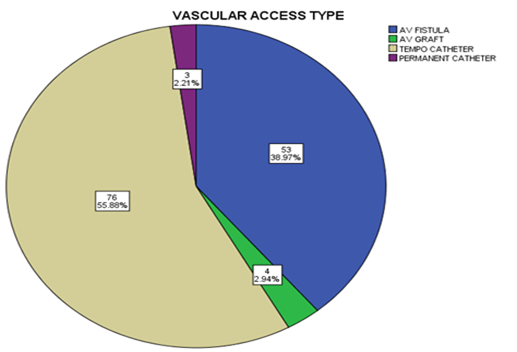 VASCULAR ACCESS TYPE
AV FISTULA
AV GRAFT
TEMPO CATHETER
PERMANENT CATHETER
3
2.21%
53
38.97%
76
55.88%
4
2.94%